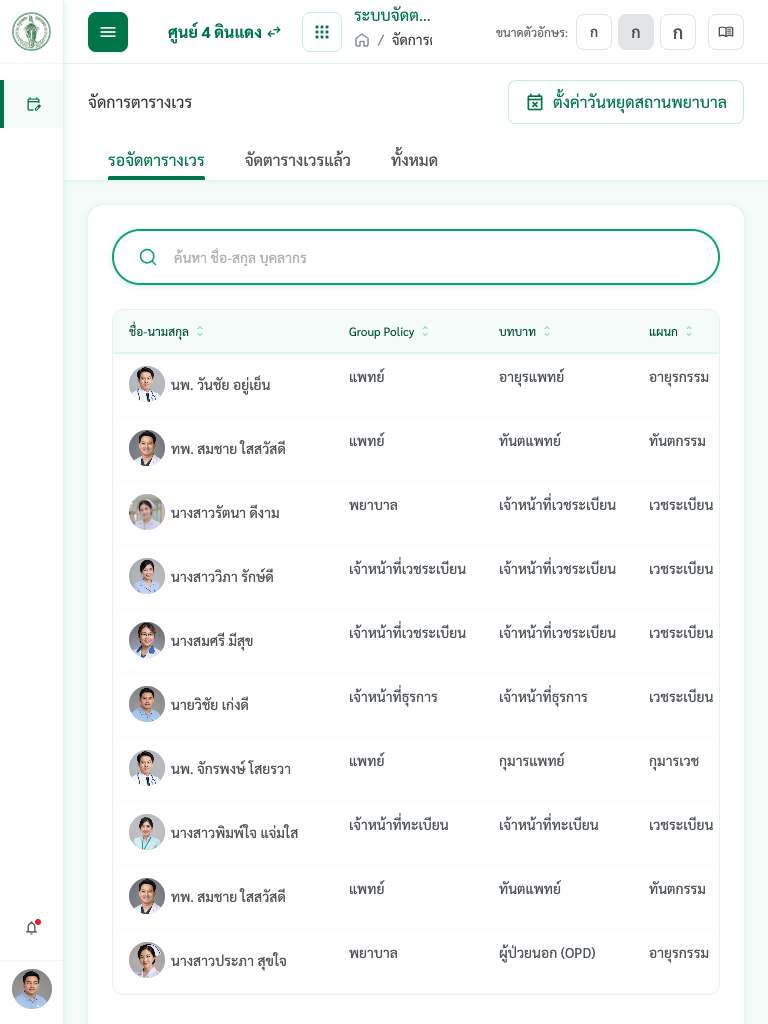 ศูนย์ 4 ดินแดง
ระบบจัดต...
/ จัดการเ
ขนาดตัวอักษร:
ก ก ก
จัดการตารางเวร
ตั้งค่าวันหยุดสถานพยาบาล
รอจัดตารางเวร จัดตารางเวรแล้ว ทั้งหมด
ค้นหา ชื่อ-สกุล บุคลากร
ชื่อ-นามสกุล Group Policy บทบาท แผนก
นพ. วันชัย อยู่เย็น แพทย์ อายุรแพทย์ อายุรกรรม
ทพ. สมชาย ใสสวัสดี แพทย์ ทันตแพทย์ ทันตกรรม
นางสาวรัตนา ดีงาม พยาบาล เจ้าหน้าที่เวชระเบียน เวชระเบียน
นางสาววิภา รักษ์ดี เจ้าหน้าที่เวชระเบียน เจ้าหน้าที่เวชระเบียน เวชระเบียน
นางสมศรี มีสุข เจ้าหน้าที่เวชระเบียน เจ้าหน้าที่เวชระเบียน เวชระเบียน
นายวิชัย เก่งดี เจ้าหน้าที่ธุรการ เจ้าหน้าที่ธุรการ เวชระเบียน
นพ. จักรพงษ์ โสยรวา แพทย์ กุมารแพทย์ กุมารเวช
นางสาวพิมพ์ใจ แจ่มใส เจ้าหน้าที่ทะเบียน เจ้าหน้าที่ทะเบียน เวชระเบียน
ทพ. สมชาย ใสสวัสดี แพทย์ ทันตแพทย์ ทันตกรรม
นางสาวประภา สุขใจ พยาบาล ผู้ป่วยนอก (OPD) อายุรกรรม